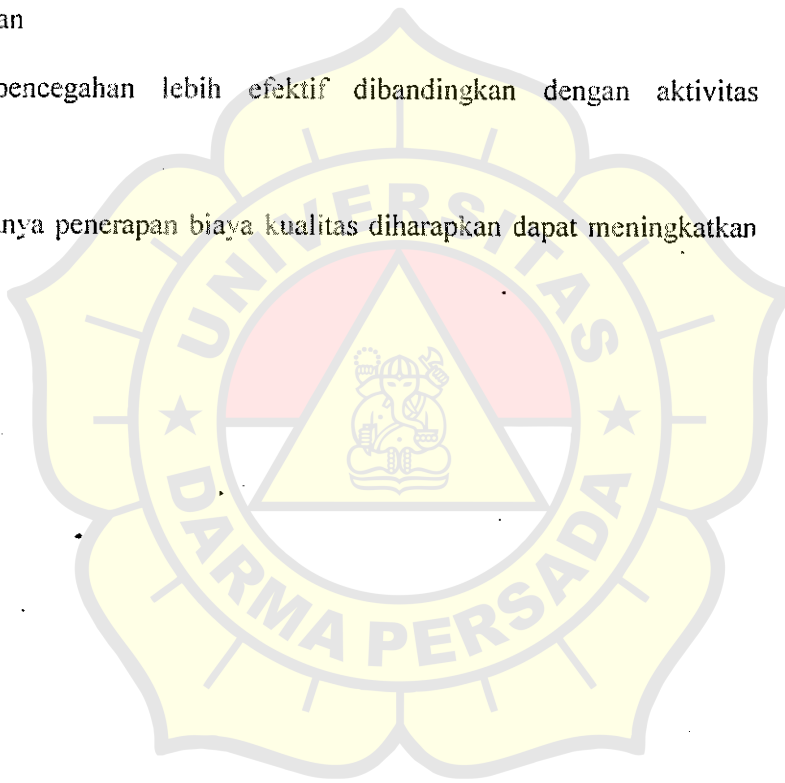 an
pencegahan lebih efektif dibandingkan dengan aktivitas
nya penerapan biaya kualitas diharapkan dapat meningkatkan
UNIVERSITAS
DARMA PERSADA